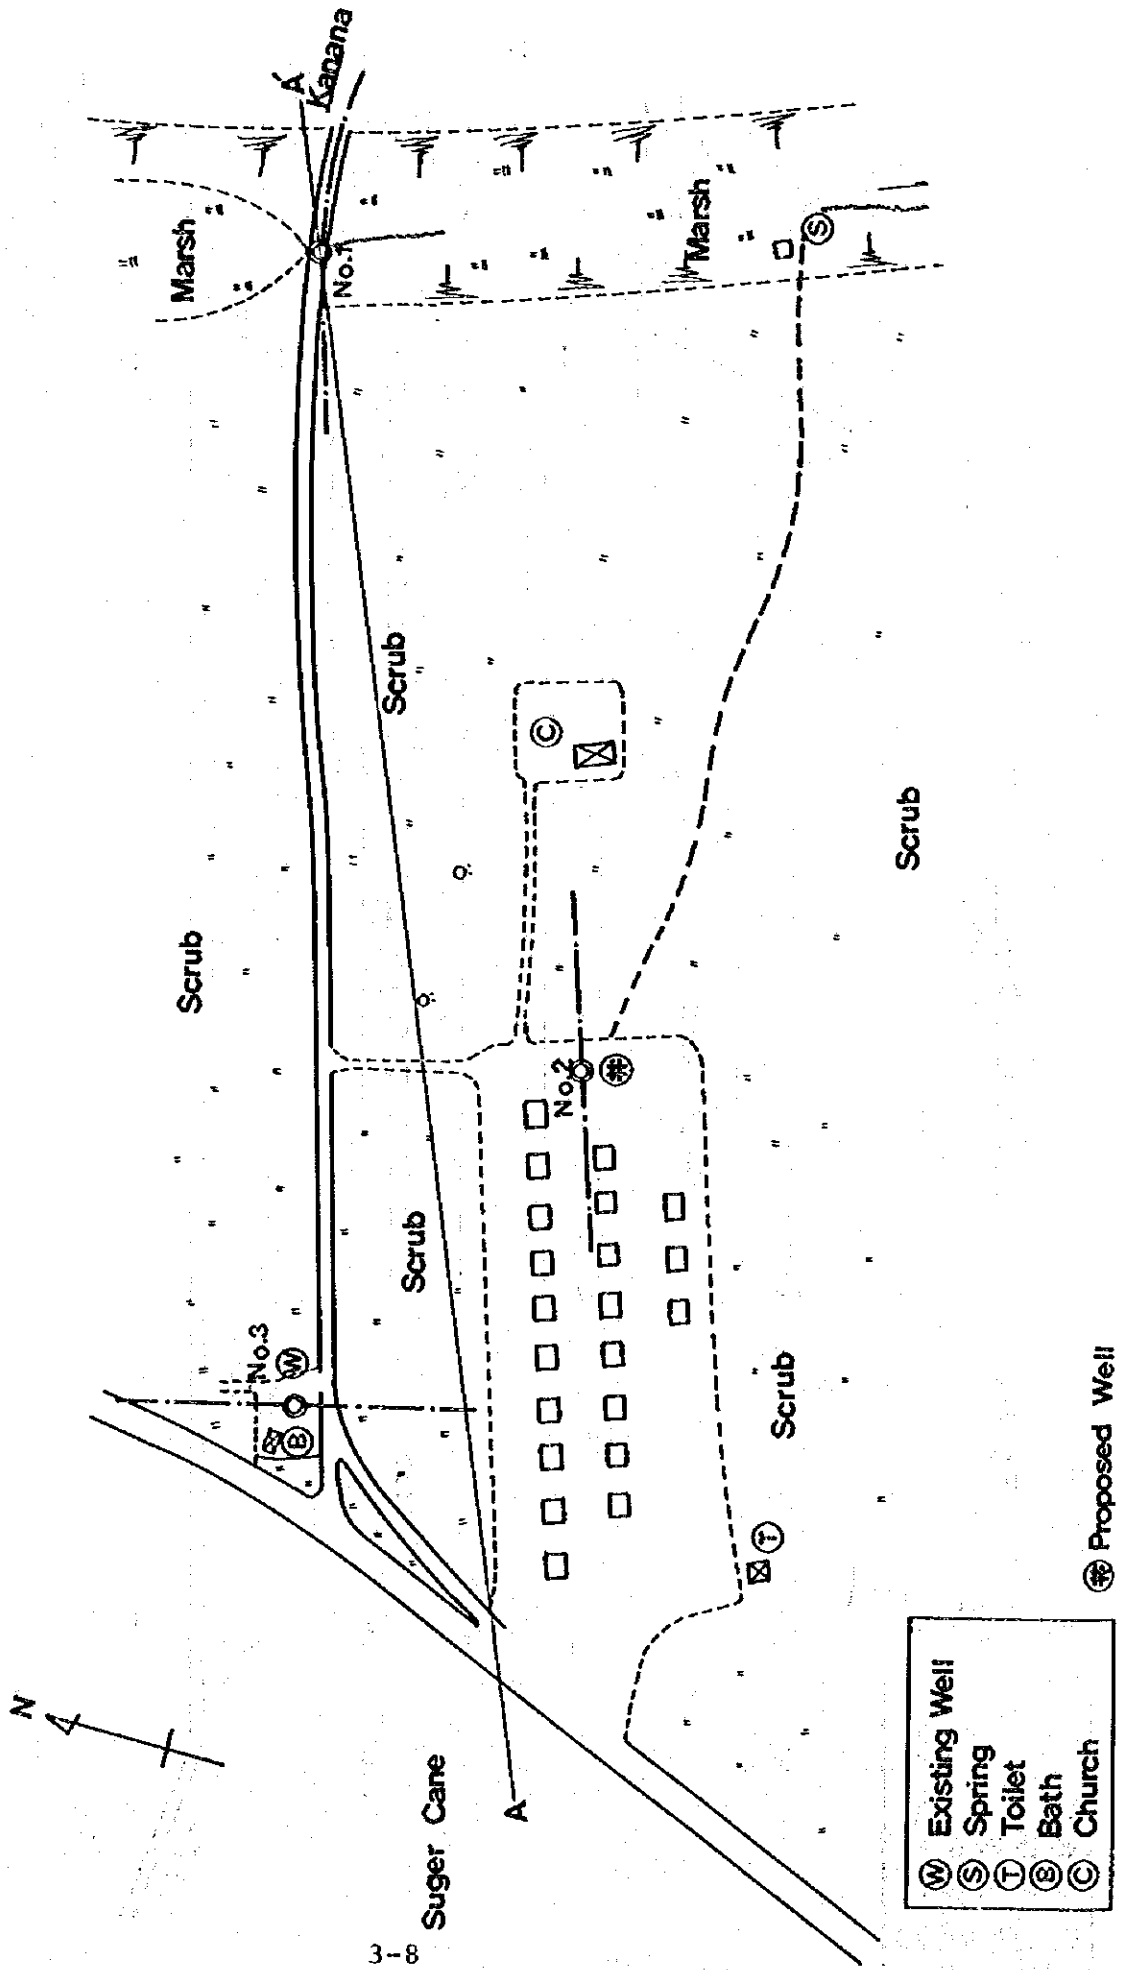 N
Suger Cane
A
A'
Kanana
Marsh
Marsh
No.1
Scrub
Scrub
Scrub
Scrub
Scrub
No.3
W
B
No.2
C
S
T
W Existing Well
S Spring
T Toilet
B Bath
C Church
井 Proposed Well
3-8